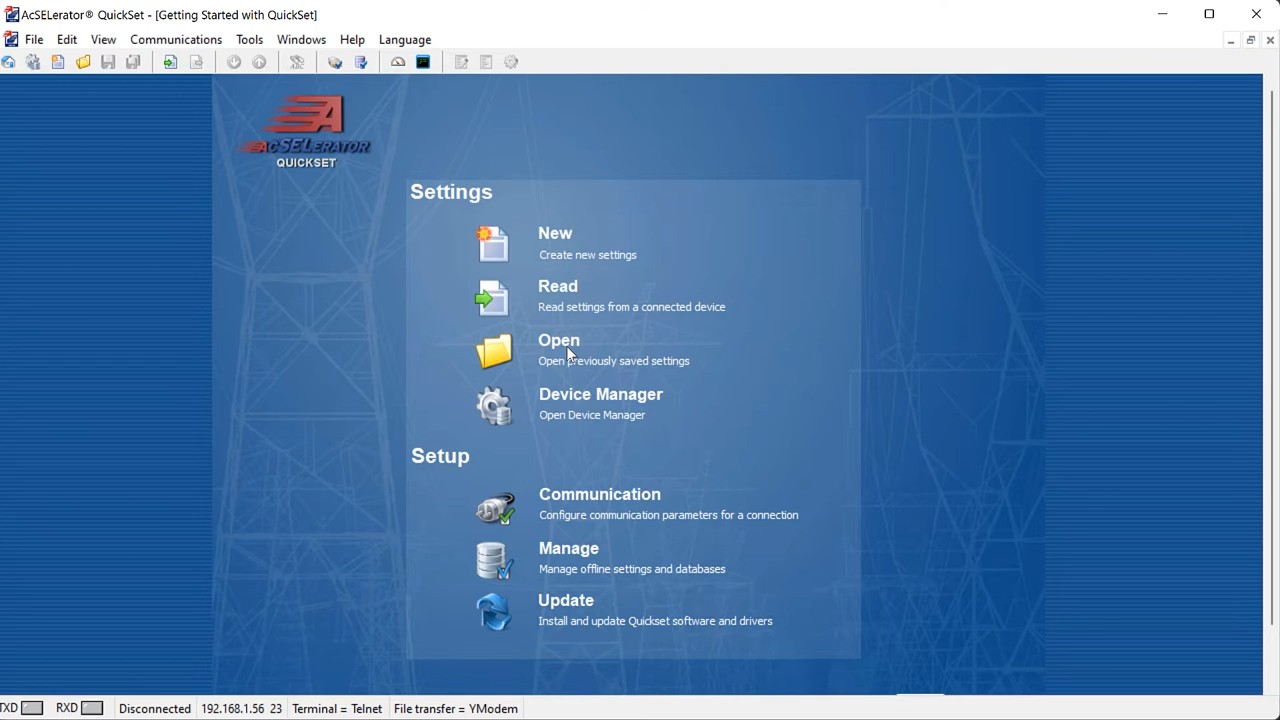 AcSELerator® QuickSet - [Getting Started with QuickSet]
File Edit View Communications Tools Windows Help Language
A
ACSELERATOR
QUICKSET
Settings
New
Create new settings
Read
Read settings from a connected device
Open
Open previously saved settings
Device Manager
Open Device Manager
Setup
Communication
Configure communication parameters for a connection
Manage
Manage offline settings and databases
Update
Install and update Quickset software and drivers
TXD RXD Disconnected 192.168.1.56 23 Terminal = Telnet File transfer = YModem